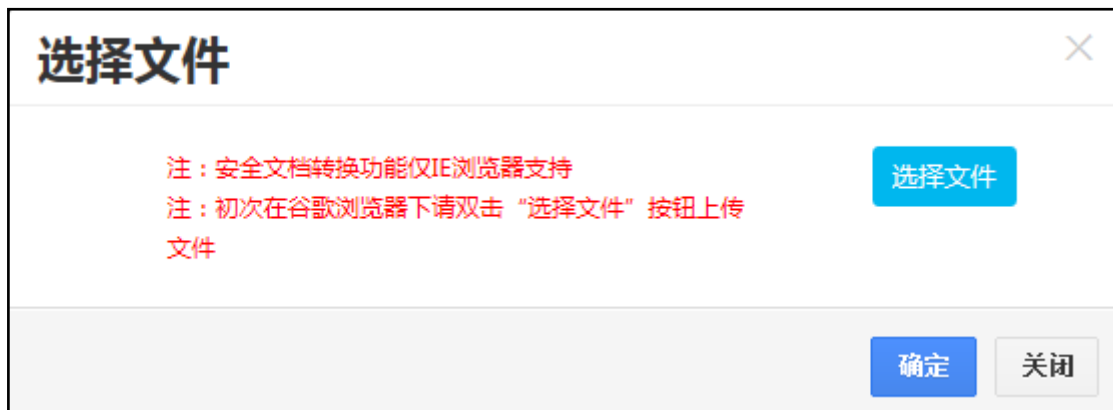 选择文件
注：安全文档转换功能仅IE浏览器支持
选择文件
注：初次在谷歌浏览器下请双击“选择文件”按钮上传
文件
确定
关闭